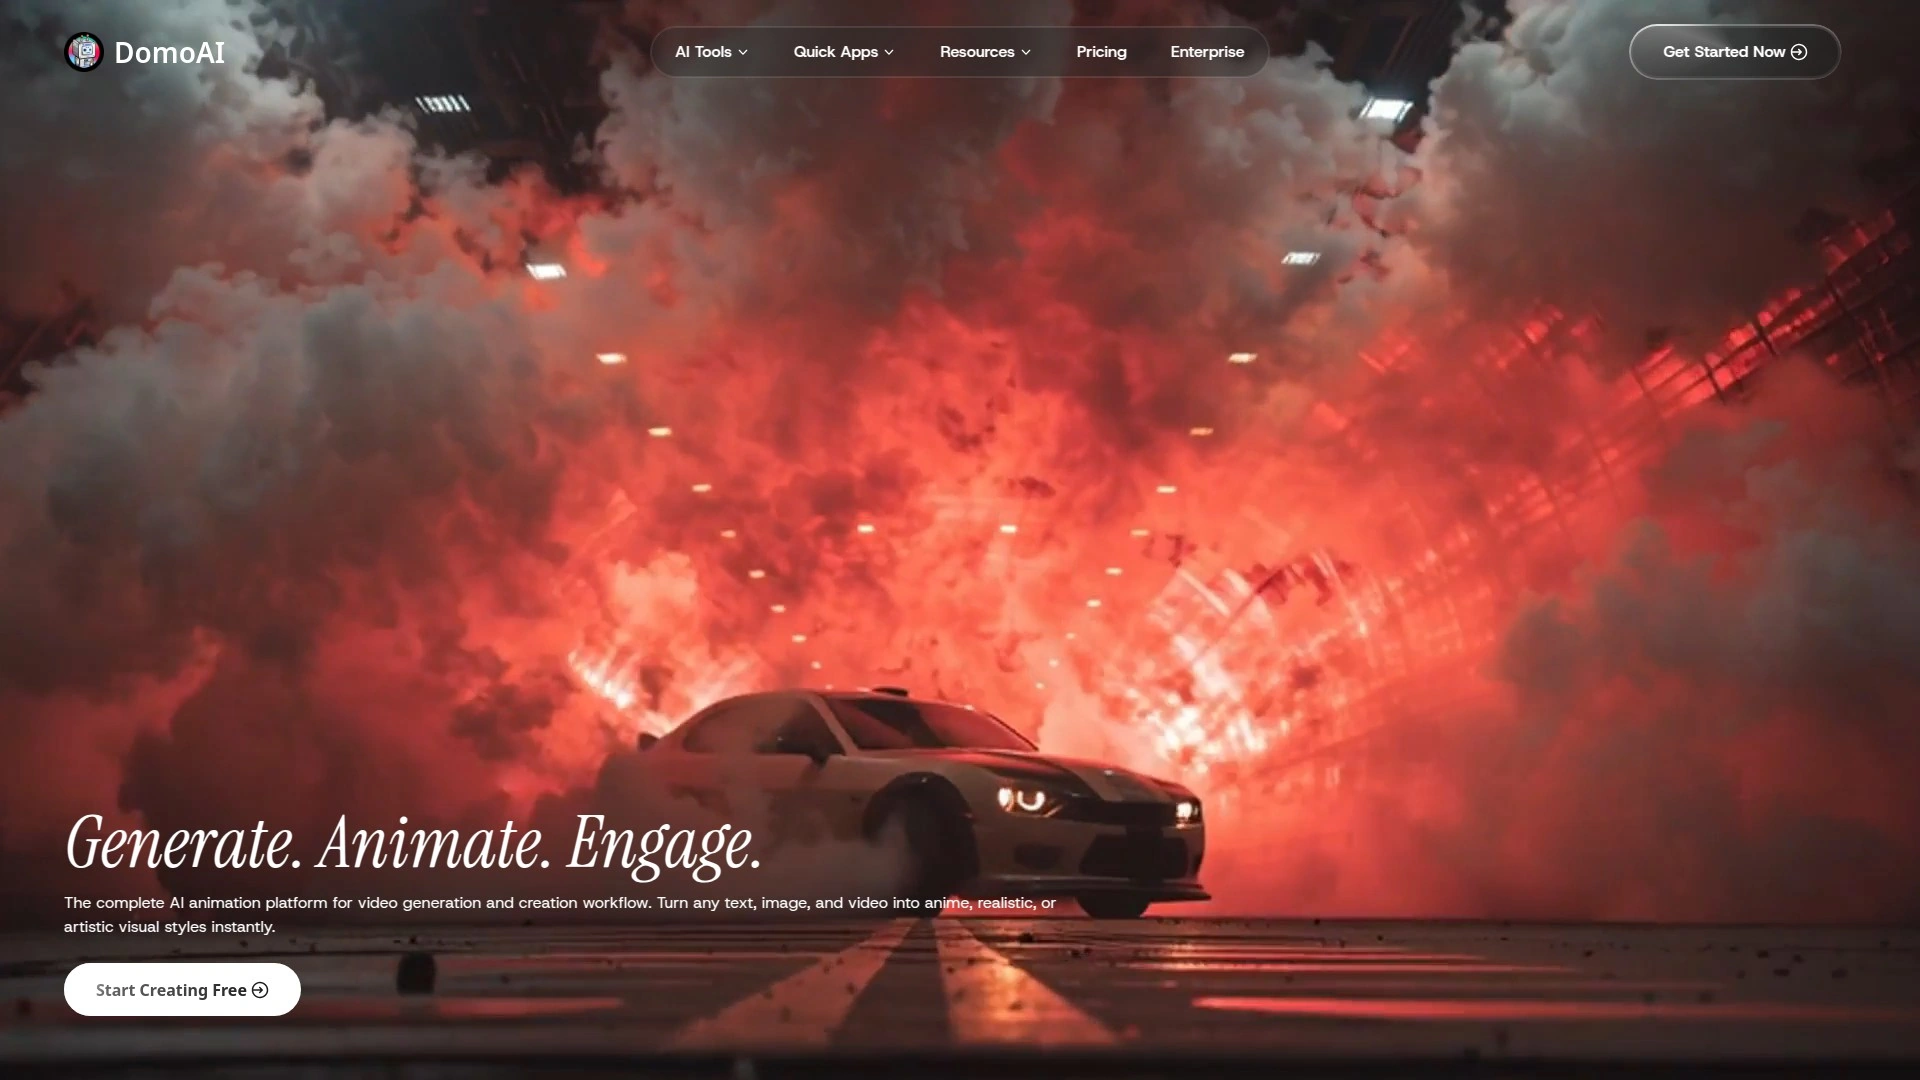 DomoAI
AI Tools
Quick Apps
Resources
Pricing
Enterprise
Get Started Now
Generate. Animate. Engage.
The complete AI animation platform for video generation and creation workflow. Turn any text, image, and video into anime, realistic, or
artistic visual styles instantly.
Start Creating Free